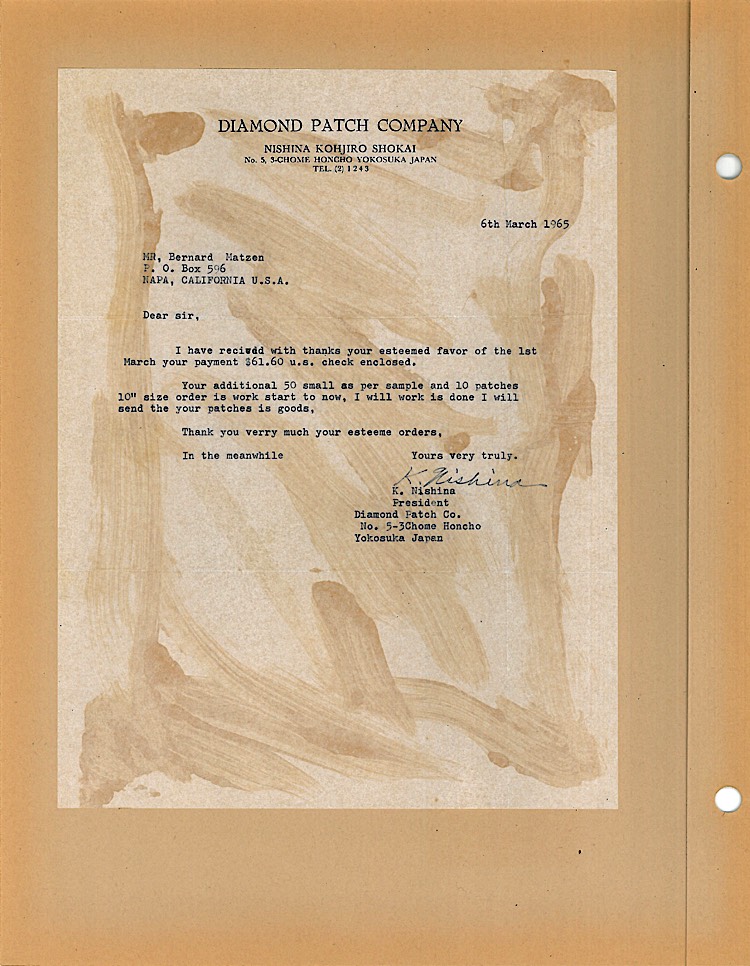 DIAMOND PATCH COMPANY
NISHINA KOHJIRO SHOKAI
No. 5, 3-CHOME HONCHO YOKOSUKA JAPAN
TEL. (2) 1243
6th March 1965
MR, Bernard Matzen
P. O. Box 596
NAPA, CALIFORNIA U.S.A.
Dear sir,
I have recivdd with thanks your esteemed favor of the 1st
March your payment $61.60 u.s. check enclosed.
Your additional 50 small as per sample and 10 patches
10" size order is work start to now, I will work is done I will
send the your patches is goods,
Thank you verry much your esteeme orders,
In the meanwhile Yours very truly.
K. Nishina
K. Nishina
President
Diamond Patch Co.
No. 5-3Chome Honcho
Yokosuka Japan